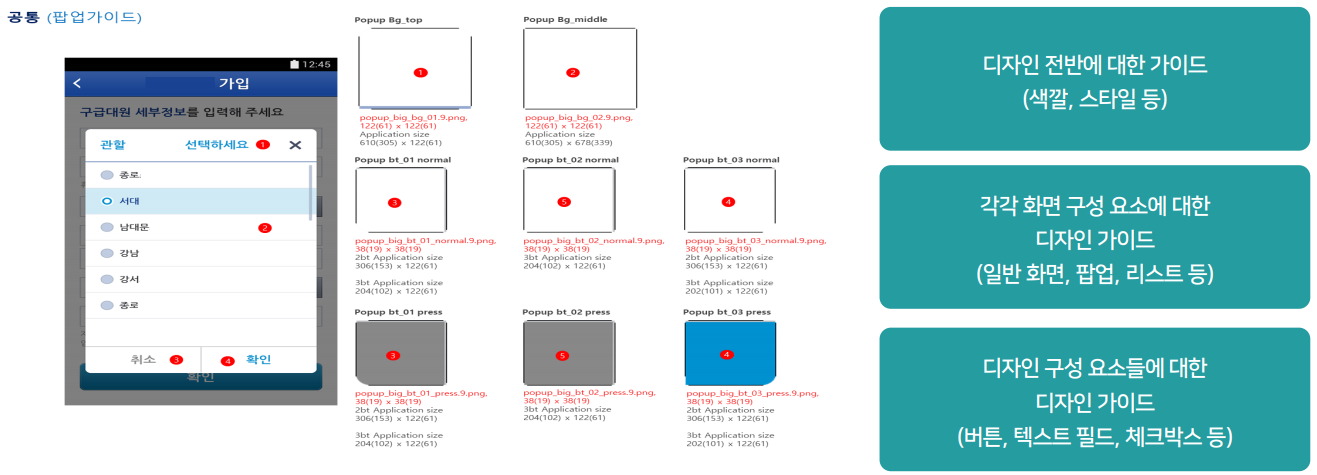 공통 (팝업가이드)
12:45
가입
구급대원 세부정보를 입력해 주세요
관할 선택하세요 1
종로
서대
남대문 2
강남
강서
종로
취소 3 4 확인
확인
Popup Bg_top
1
popup_big_bg_01.9.png,
122(61) × 122(61)
Application size
610(305) × 122(61)
Popup Bg_middle
2
popup_big_bg_02.9.png,
122(61) × 122(61)
Application size
610(305) × 678(339)
Popup bt_01 normal
3
popup_big_bt_01_normal.9.png,
38(19) × 38(19)
2bt Application size
306(153) × 122(61)
3bt Application size
204(102) × 122(61)
Popup bt_02 normal
5
popup_big_bt_02_normal.9.png,
38(19) × 38(19)
3bt Application size
204(102) × 122(61)
Popup bt_03 normal
4
popup_big_bt_03_normal.9.png,
38(19) × 38(19)
2bt Application size
306(153) × 122(61)
3bt Application size
202(101) × 122(61)
Popup bt_01 press
3
popup_big_bt_01_press.9.png,
38(19) × 38(19)
2bt Application size
306(153) × 122(61)
3bt Application size
204(102) × 122(61)
Popup bt_02 press
5
popup_big_bt_02_press.9.png,
38(19) × 38(19)
3bt Application size
204(102) × 122(61)
Popup bt_03 press
4
popup_big_bt_03_press.9.png,
38(19) × 38(19)
2bt Application size
306(153) × 122(61)
3bt Application size
202(101) × 122(61)
디자인 전반에 대한 가이드
(색깔, 스타일 등)
각각 화면 구성 요소에 대한
디자인 가이드
(일반 화면, 팝업, 리스트 등)
디자인 구성 요소들에 대한
디자인 가이드
(버튼, 텍스트 필드, 체크박스 등)